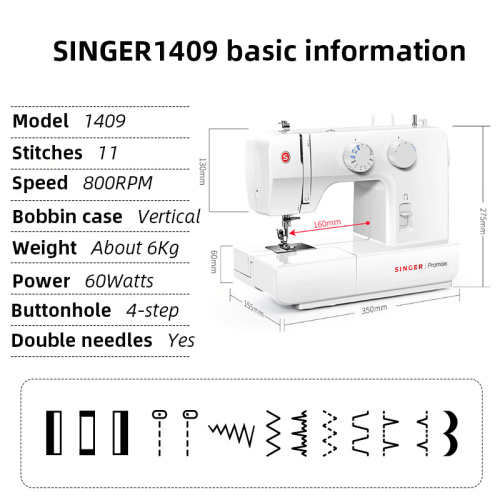 SINGER1409 basic information
Model 1409
Stitches 11
Speed 800RPM
Bobbin case Vertical
Weight About 6Kg
Power 60Watts
Buttonhole 4-step
Double needles Yes
130mm
S
160mm
275mm
60mm
SINGER | Promise.
155mm
350mm